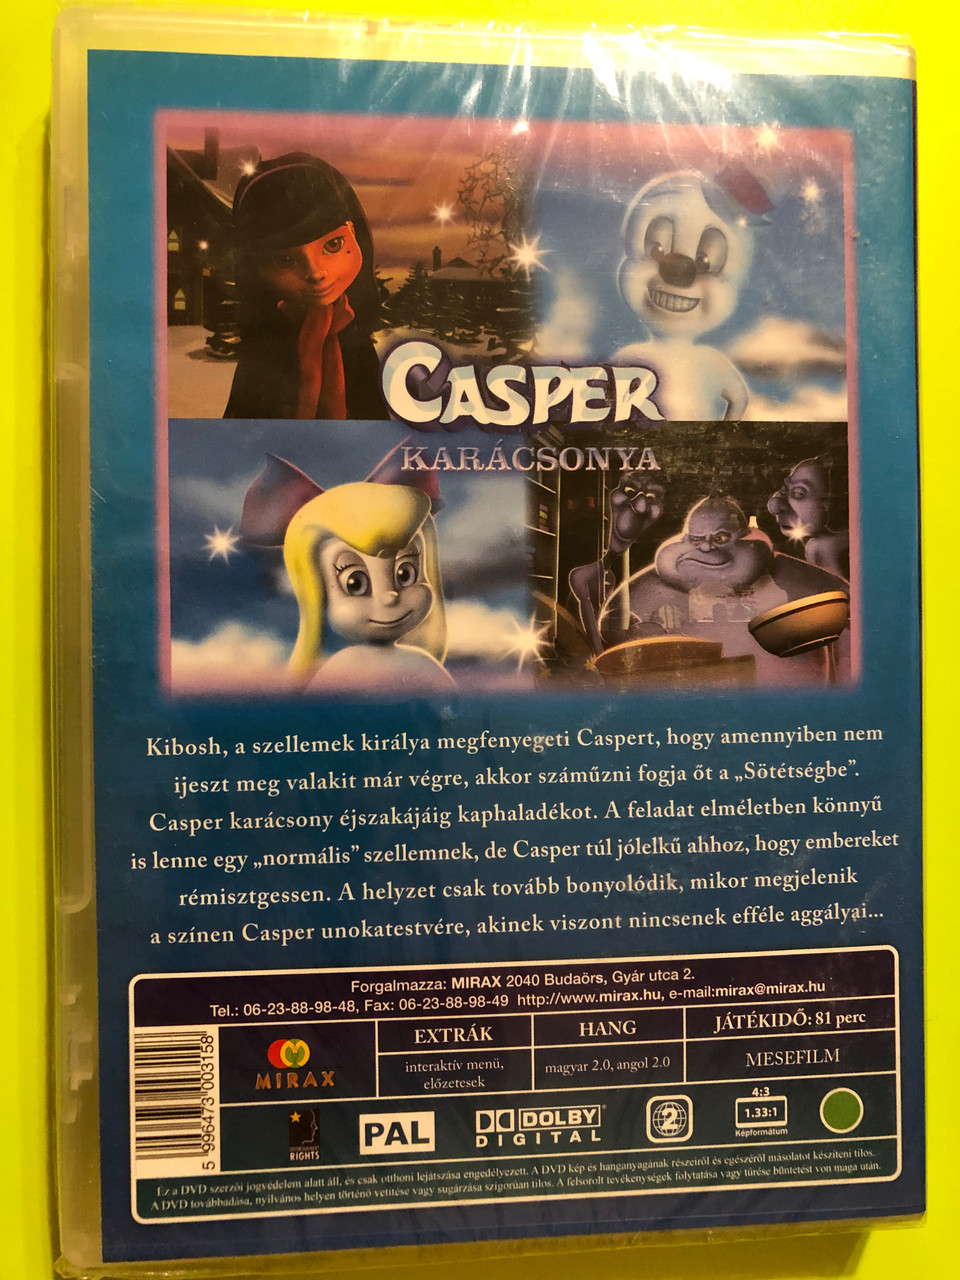 CASPER
KARÁCSONYA
Kibosh, a szellemek királya megfenyegeti Caspert, hogy amennyiben nem
ijeszt meg valakit már végre, akkor száműzni fogja őt a „Sötétségbe”.
Casper karácsony éjszakájáig kaphaladékot. A feladat elméletben könnyű
is lenne egy „normális” szellemnek, de Casper túl jólelkű ahhoz, hogy embereket
rémisztgessen. A helyzet csak tovább bonyolódik, mikor megjelenik
a színen Casper unokatestvére, akinek viszont nincsenek efféle aggályai...
Forgalmazza: MIRAX 2040 Budaörs, Gyár utca 2.
Tel.: 06-23-88-98-48, Fax: 06-23-88-98-49 http://www.mirax.hu, e-mail:mirax@mirax.hu
5 996473 003158
MIRAX
EXTRÁK
interaktív menü,
előzetesek
HANG
magyar 2.0, angol 2.0
JÁTÉKIDŐ: 81 perc
MESEFILM
ENTERTAINMENT
RIGHTS
PAL
DOLBY
DIGITAL
2
4:3
1.33:1
Képformátum
Ez a DVD szerzői jogvédelem alatt áll, és csak otthoni lejátszása engedélyezett. A DVD kép és hanganyagának részeiről és egészéről másolatot készíteni tilos.
A DVD továbbadása, nyilvános helyen történő vetítése vagy sugárzása szigorúan tilos. A felsorolt tevékenységek folytatása vagy tűrése büntetést von maga után.